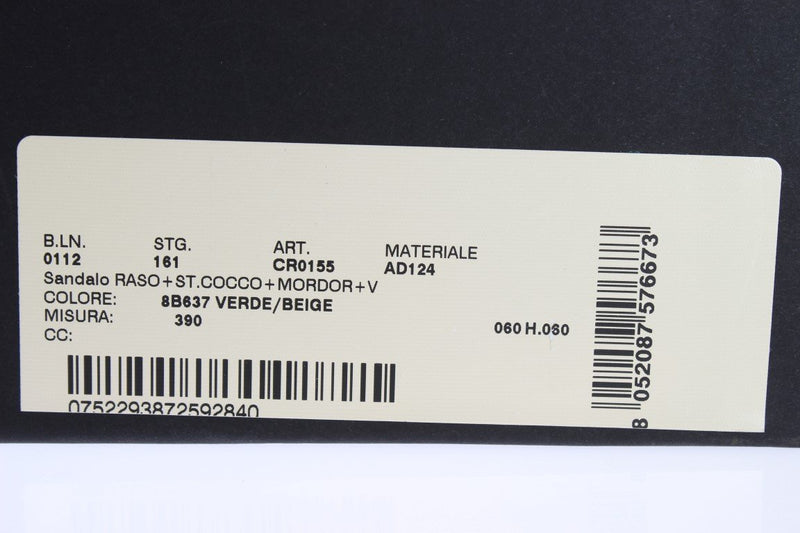 B.LN. STG. ART. MATERIALE
0112 161 CR0155 AD124
Sandalo RASO+ST.COCCO+MORDOR+V
COLORE: 8B637 VERDE/BEIGE
MISURA: 390
060 H.060
CC:
0752293872592840
8 052087 576673